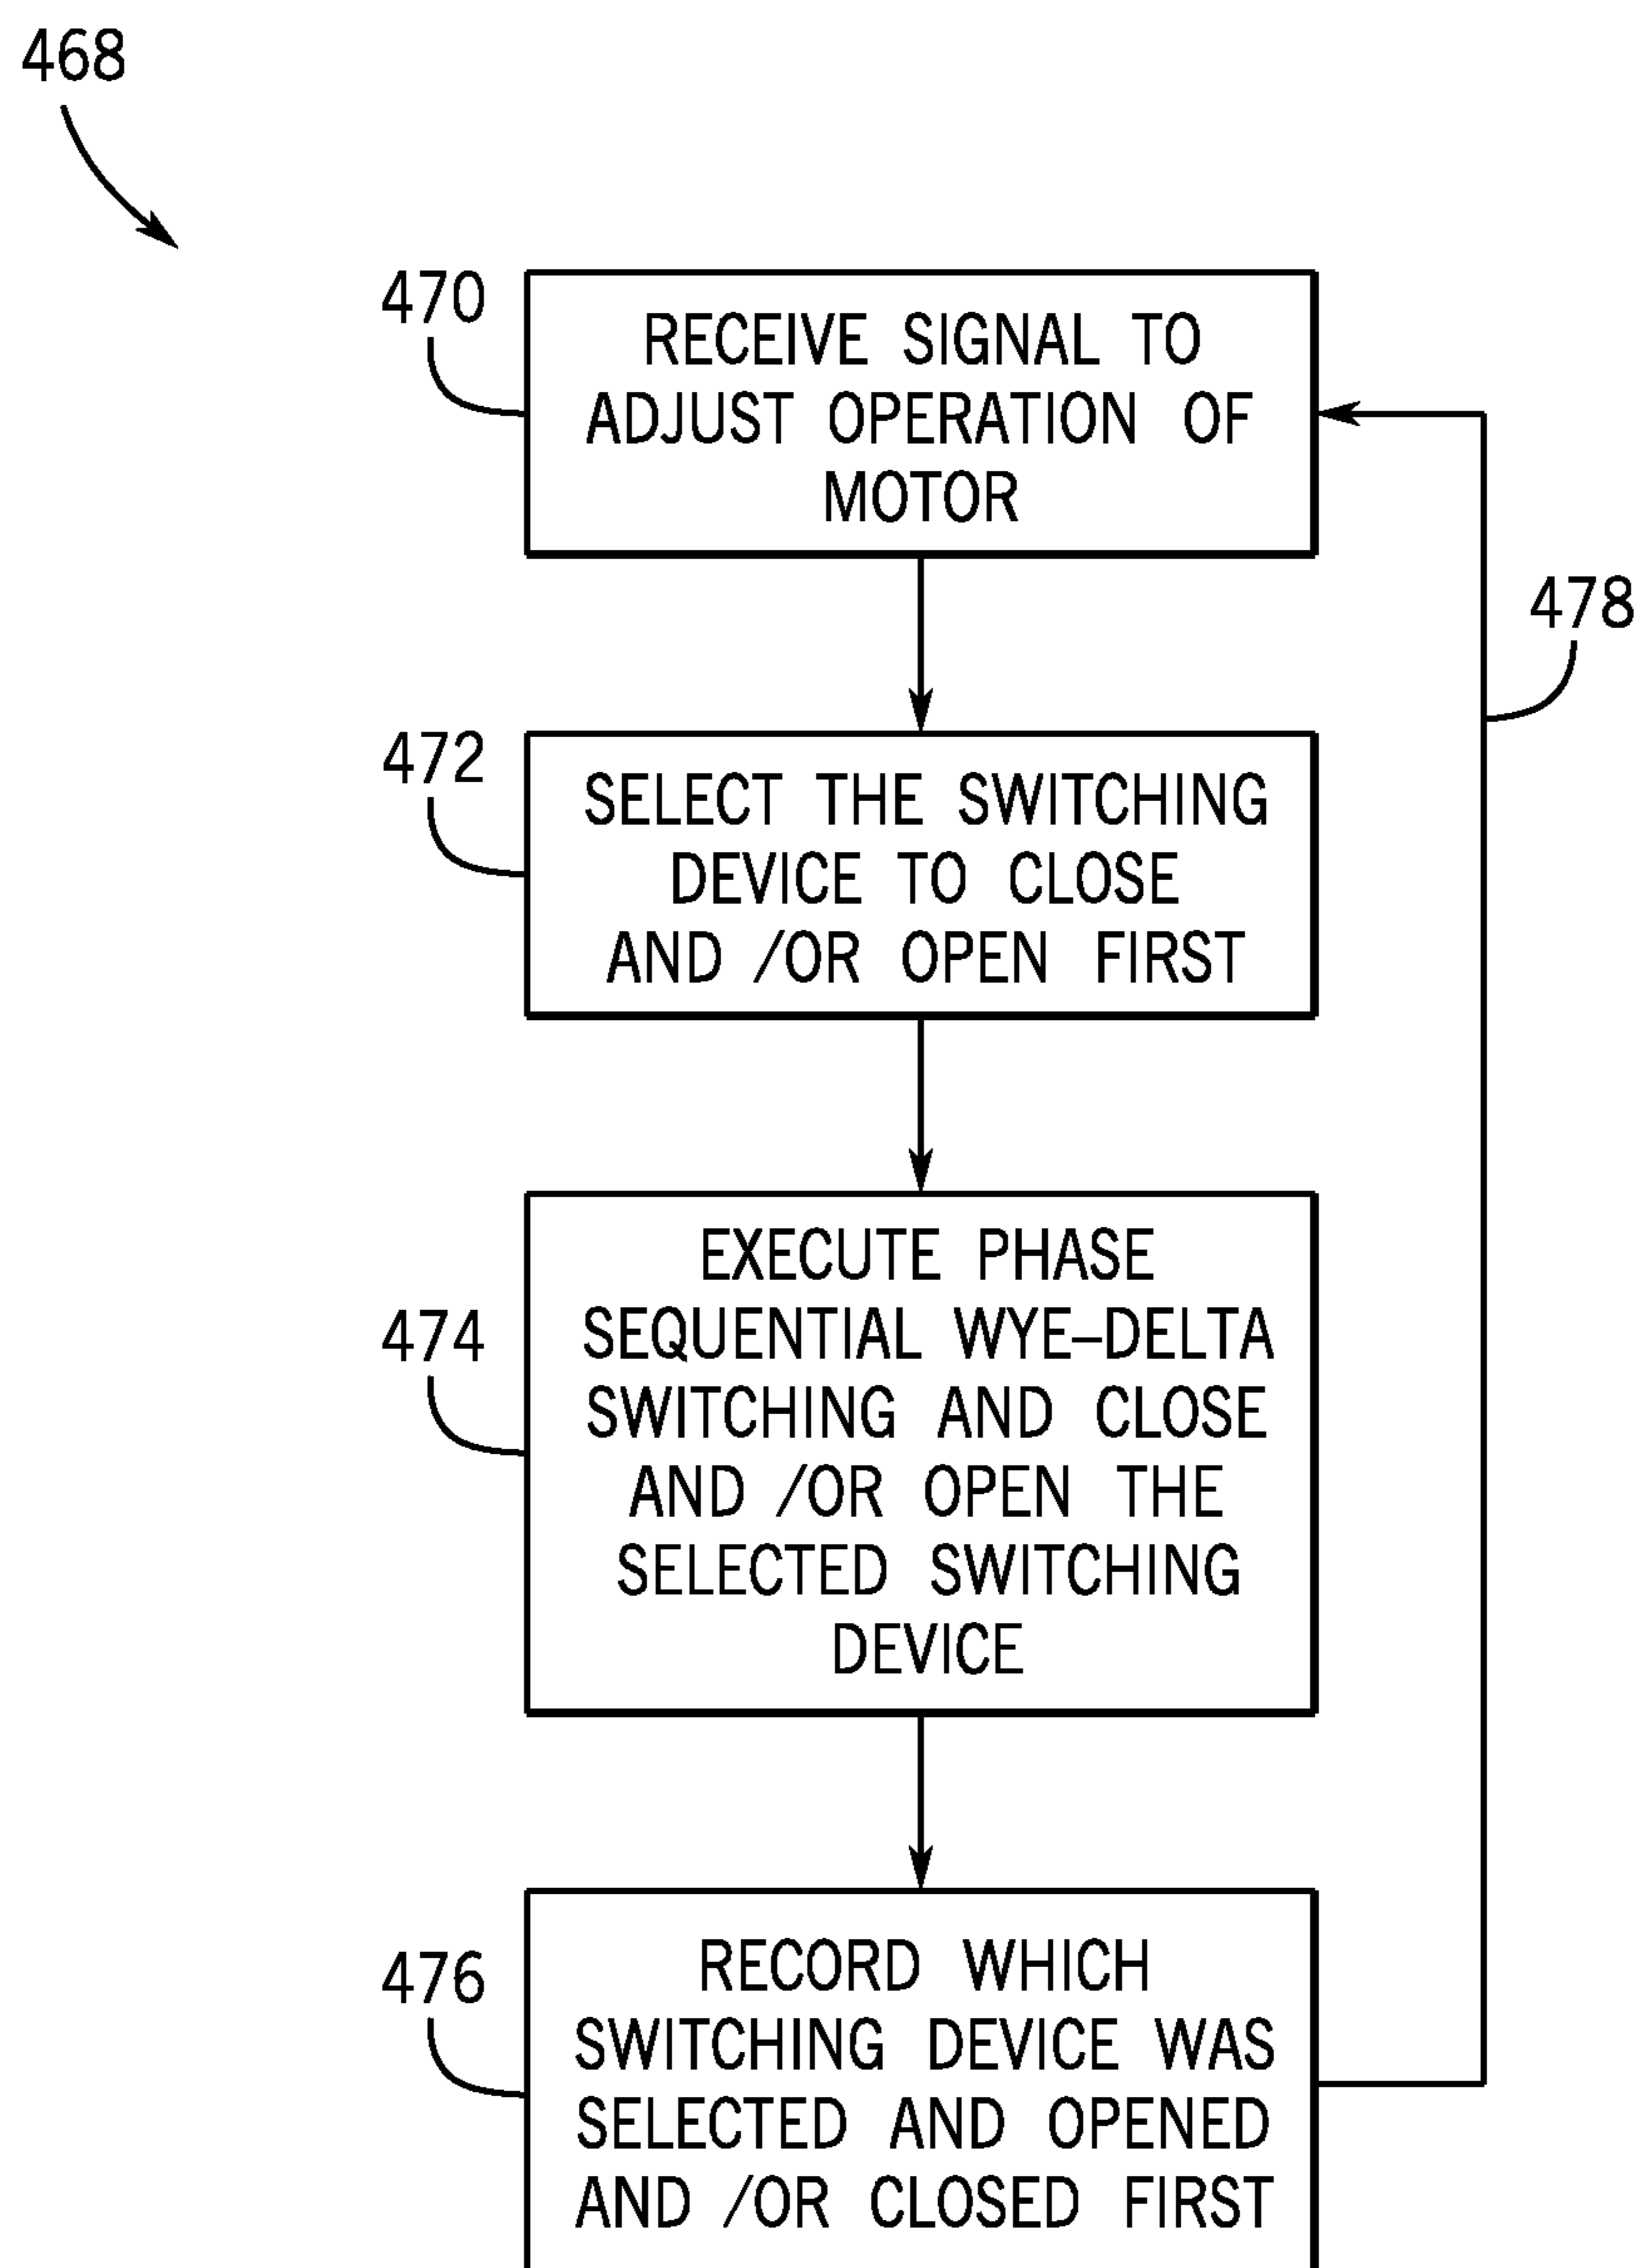 468
470
RECEIVE SIGNAL TO
ADJUST OPERATION OF
MOTOR
478
472
SELECT THE SWITCHING
DEVICE TO CLOSE
AND /OR OPEN FIRST
474
EXECUTE PHASE
SEQUENTIAL WYE–DELTA
SWITCHING AND CLOSE
AND /OR OPEN THE
SELECTED SWITCHING
DEVICE
476
RECORD WHICH
SWITCHING DEVICE WAS
SELECTED AND OPENED
AND /OR CLOSED FIRST